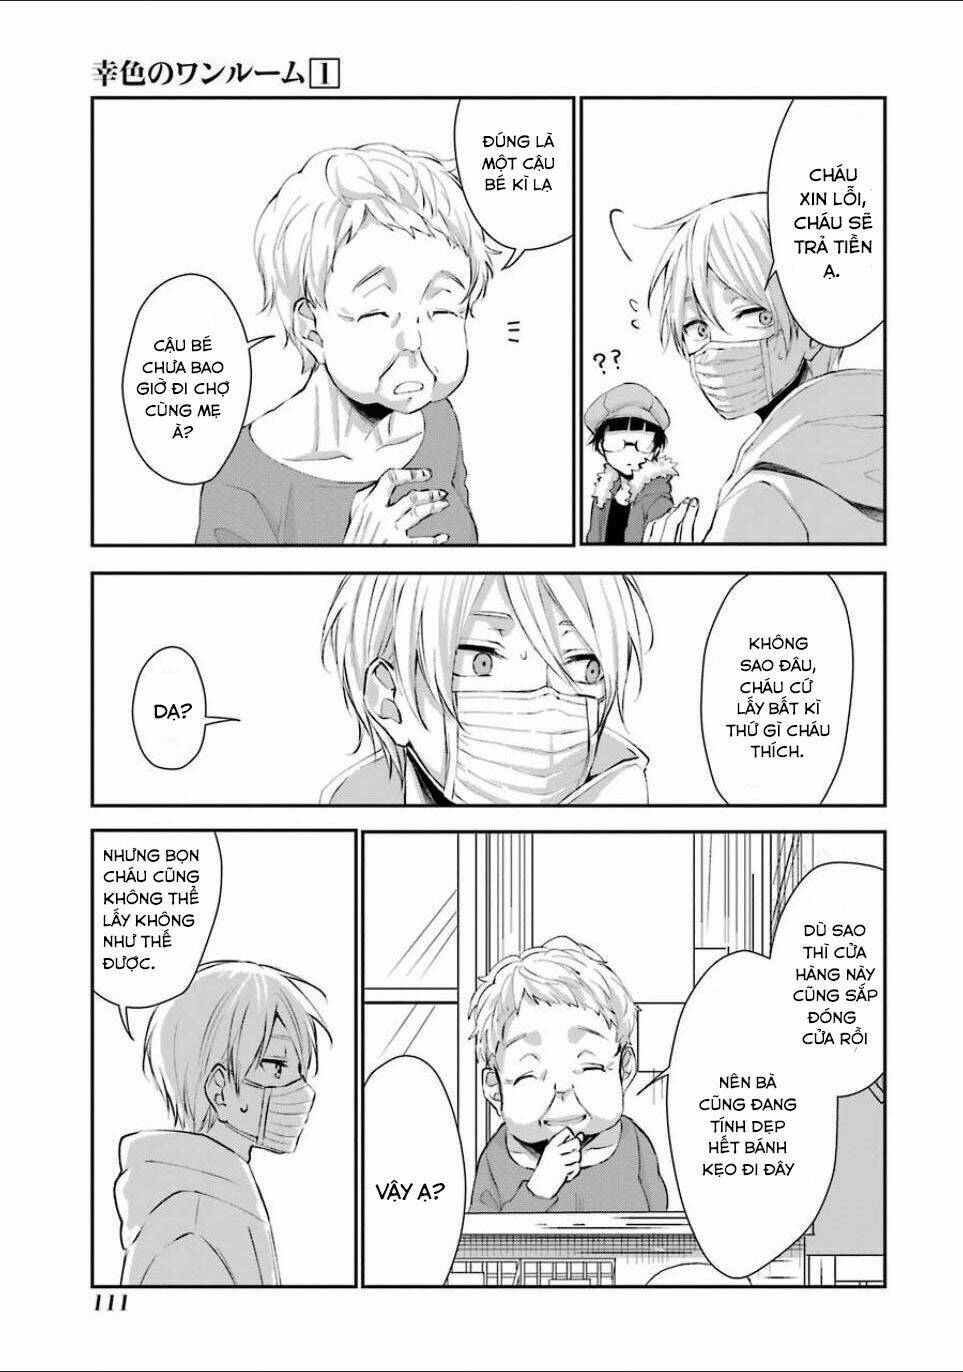 幸色のワンルーム 1
CHÁU
XIN LỖI,
CHÁU SẼ
TRẢ TIỀN
Ạ.
??
ĐÚNG LÀ
MỘT CẬU
BÉ KÌ LẠ
CẬU BÉ
CHƯA BAO
GIỜ ĐI CHỢ
CÙNG MẸ
À?
KHÔNG
SAO ĐÂU,
CHÁU CỨ
LẤY BẤT KÌ
THỨ GÌ CHÁU
THÍCH.
DẠ?
DÙ SAO
THÌ CỬA
HÀNG NÀY
CŨNG SẮP
ĐÓNG
CỬA RỒI
NÊN BÀ
CŨNG ĐANG
TÍNH DẸP
HẾT BÁNH
KẸO ĐI ĐÂY
VẬY Ạ?
NHƯNG BỌN
CHÁU CŨNG
KHÔNG THỂ
LẤY KHÔNG
NHƯ THẾ
ĐƯỢC.
111